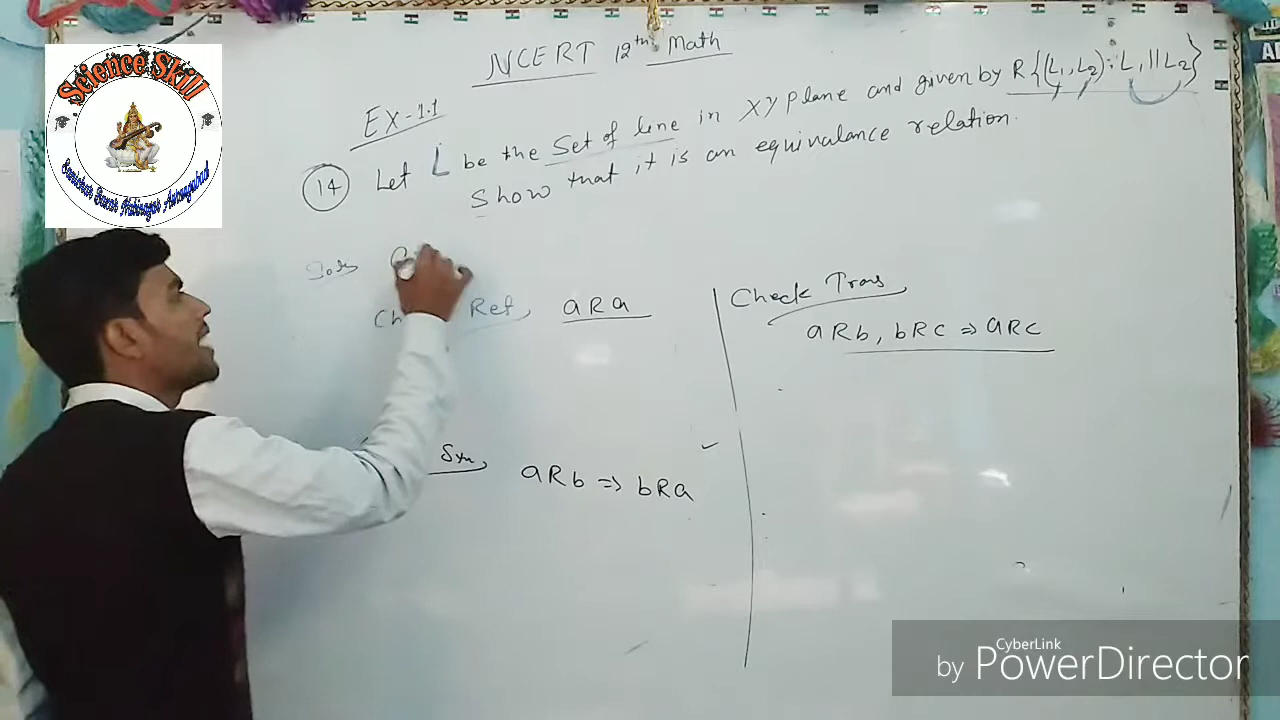 NCERT 12th Math
Ex-1.1
14 Let L be the Set of line in XY plane and given by R{(L1, L2): L1 || L2}
Show that it is an equivalance relation.
Ref, aRa
Sym aRb ⇒ bRa
Check Trans
aRb, bRc ⇒ aRc
Science Skill
CyberLink
by PowerDirector